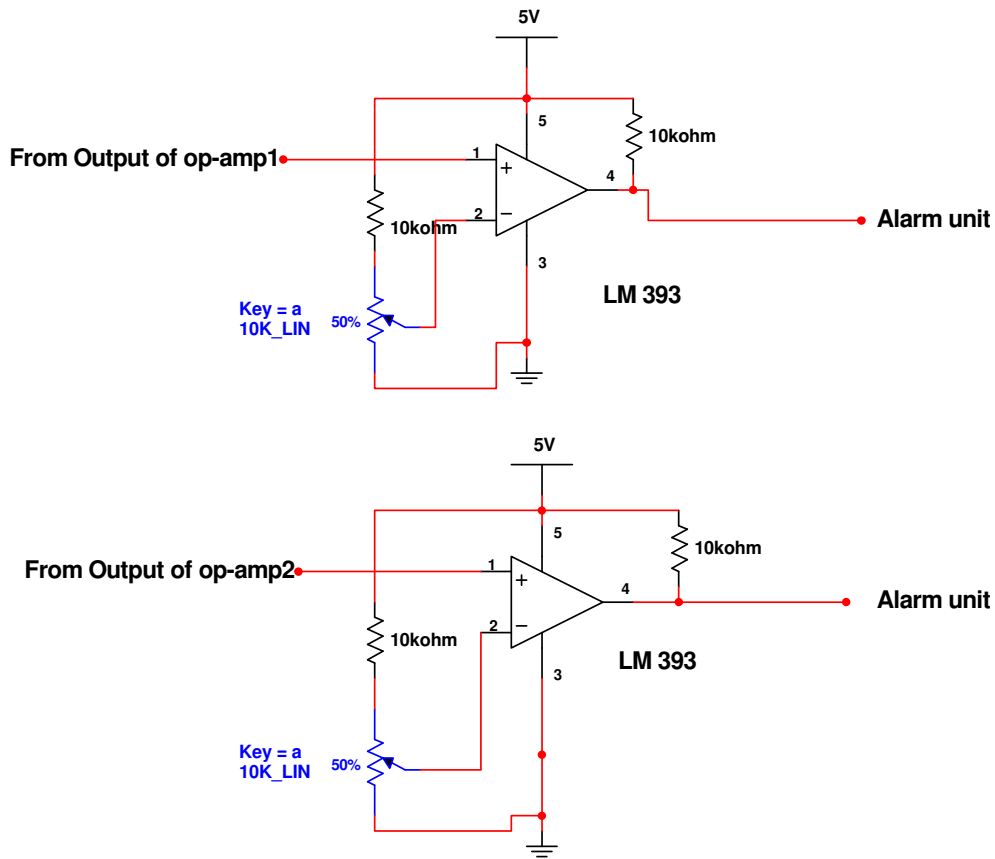 5V
5
10kohm
From Output of op-amp1
1
+
4
2
−
10kohm
Alarm unit
3
LM 393
Key = a
10K_LIN
50%
5V
5
10kohm
From Output of op-amp2
1
+
4
Alarm unit
2
−
10kohm
LM 393
3
Key = a
10K_LIN
50%